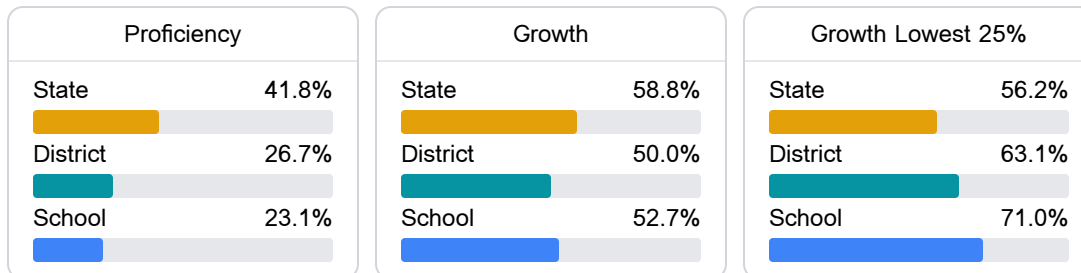 Proficiency
State 41.8%
District 26.7%
School 23.1%
Growth
State 58.8%
District 50.0%
School 52.7%
Growth Lowest 25%
State 56.2%
District 63.1%
School 71.0%